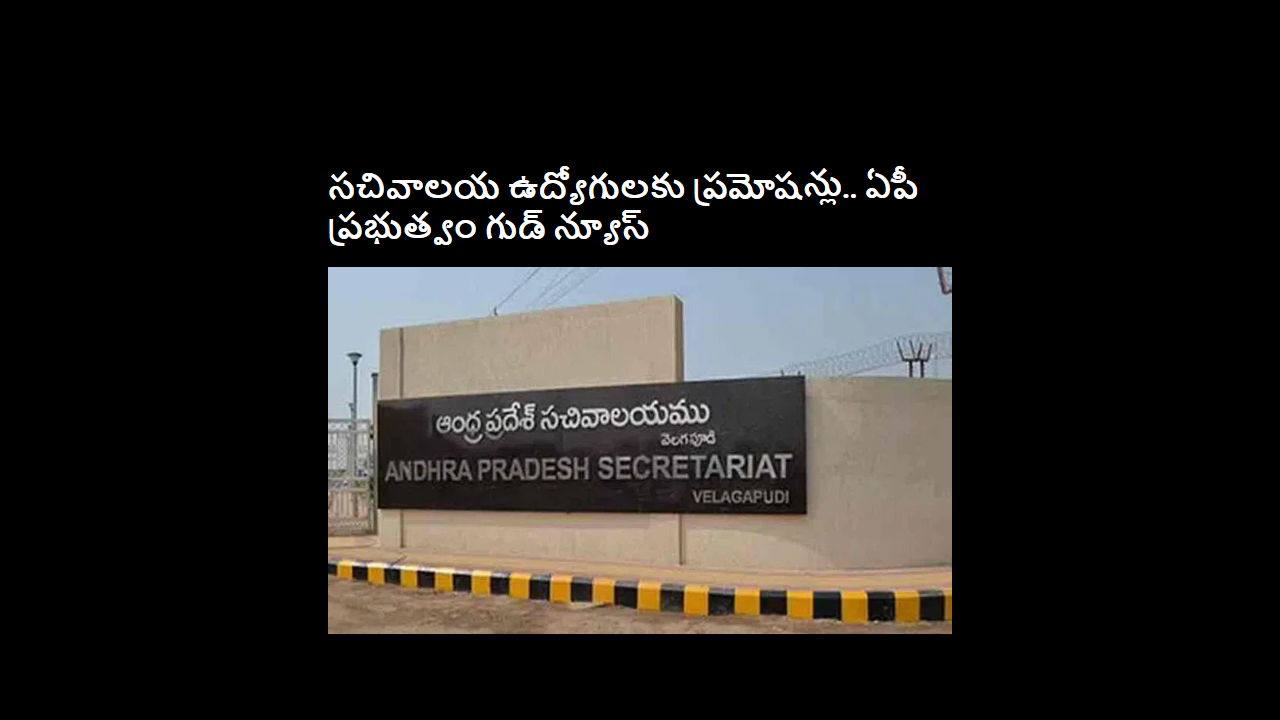 సచివాలయ ఉద్యోగులకు ప్రమోషన్లు.. ఏపీ
ప్రభుత్వం గుడ్ న్యూస్
ఆంధ్ర ప్రదేశ్ సచివాలయము
వెలగపూడి
ANDHRA PRADESH SECRETARIAT
VELAGAPUDI